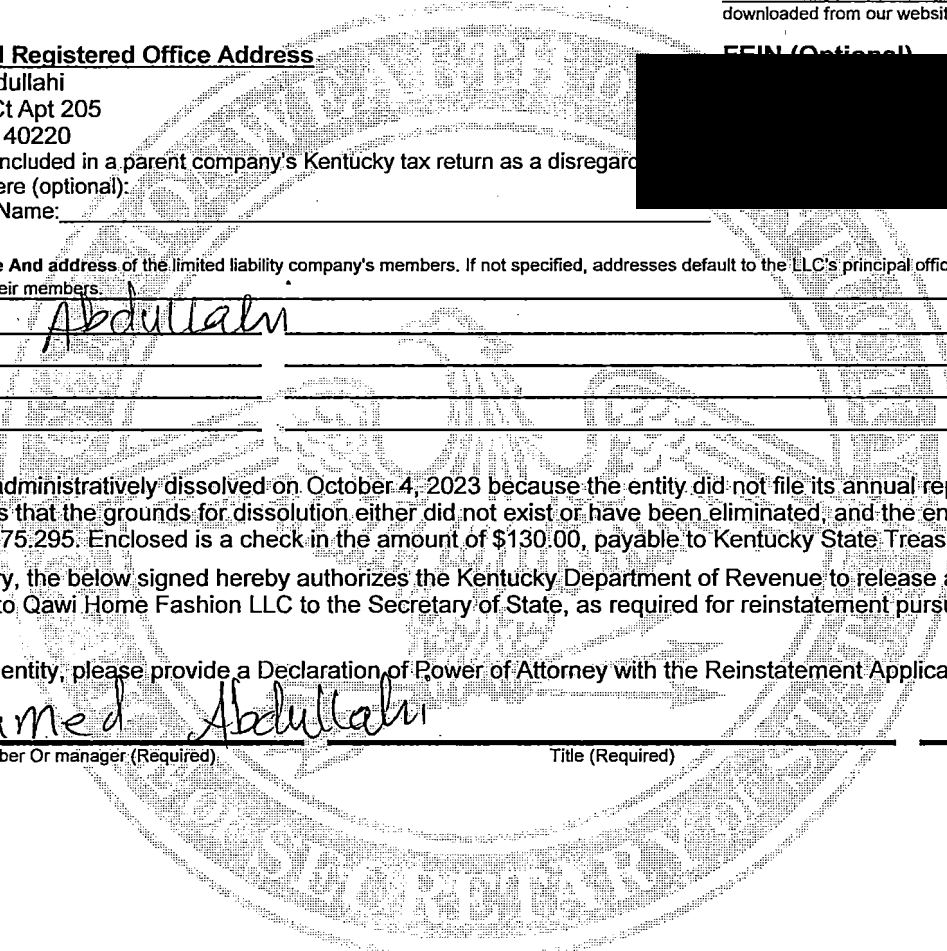 downloaded from our websit
l Registered Office Address
FEIN (Optional)
dullahi
Ct Apt 205
40220
included in a parent company's Kentucky tax return as a disregard
ere (optional):
Name:
e And address of the limited liability company's members. If not specified, addresses default to the LLC's principal offic
eir members.
Abdullahi
administratively dissolved on October 4, 2023 because the entity did not file its annual rep
s that the grounds for dissolution either did not exist or have been eliminated, and the en
75.295. Enclosed is a check in the amount of $130.00, payable to Kentucky State Treas
ry, the below signed hereby authorizes the Kentucky Department of Revenue to release a
to Qawi Home Fashion LLC to the Secretary of State, as required for reinstatement pursu
entity, please provide a Declaration of Power of Attorney with the Reinstatement Applica
amed Abdullahi
ber Or manager (Required)
Title (Required)
SECRETARY